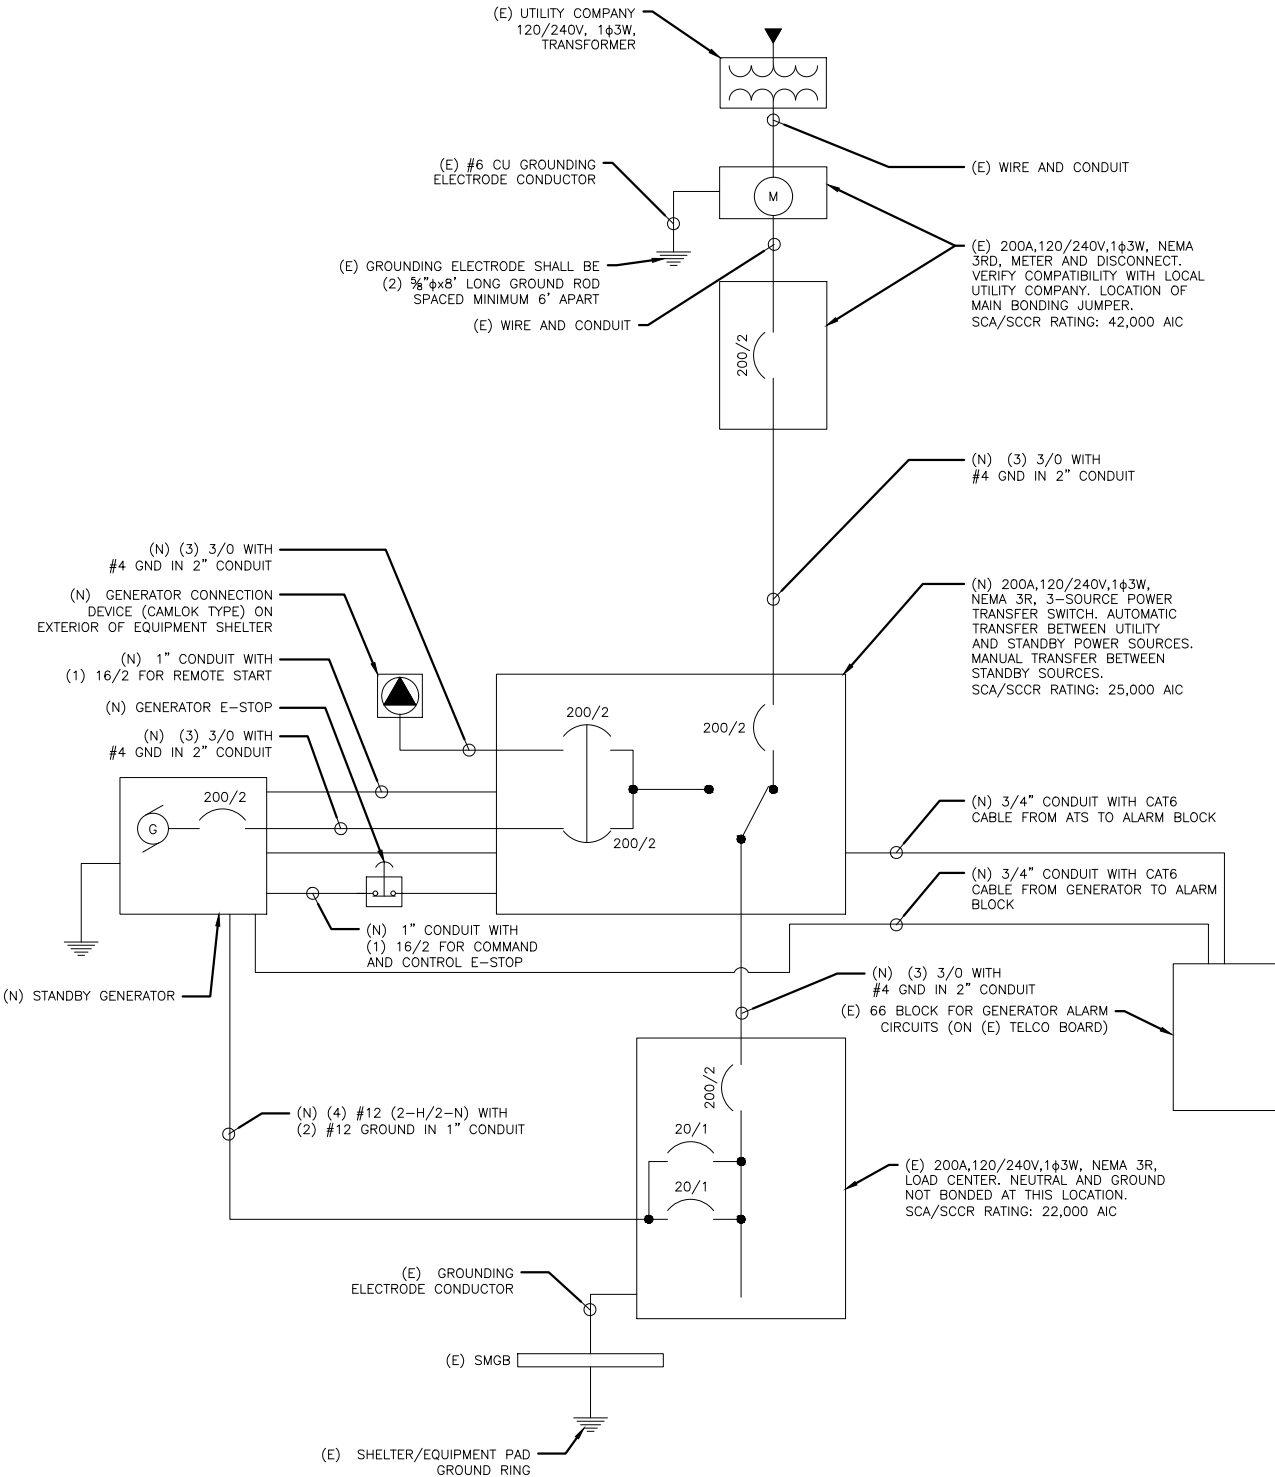 (E) UTILITY COMPANY
120/240V, 1ϕ3W,
TRANSFORMER
(E) WIRE AND CONDUIT
(E) #6 CU GROUNDING
ELECTRODE CONDUCTOR
M
(E) GROUNDING ELECTRODE SHALL BE
(2) ⅝"ϕx8' LONG GROUND ROD
SPACED MINIMUM 6' APART
(E) WIRE AND CONDUIT
(E) 200A,120/240V,1ϕ3W, NEMA
3RD, METER AND DISCONNECT.
VERIFY COMPATIBILITY WITH LOCAL
UTILITY COMPANY. LOCATION OF
MAIN BONDING JUMPER.
SCA/SCCR RATING: 42,000 AIC
200/2
(N) (3) 3/0 WITH
#4 GND IN 2" CONDUIT
(N) (3) 3/0 WITH
#4 GND IN 2" CONDUIT
(N) GENERATOR CONNECTION
DEVICE (CAMLOK TYPE) ON
EXTERIOR OF EQUIPMENT SHELTER
(N) 1" CONDUIT WITH
(1) 16/2 FOR REMOTE START
(N) GENERATOR E-STOP
(N) (3) 3/0 WITH
#4 GND IN 2" CONDUIT
(N) 200A,120/240V,1ϕ3W,
NEMA 3R, 3-SOURCE POWER
TRANSFER SWITCH. AUTOMATIC
TRANSFER BETWEEN UTILITY
AND STANDBY POWER SOURCES.
MANUAL TRANSFER BETWEEN
STANDBY SOURCES.
SCA/SCCR RATING: 25,000 AIC
200/2
200/2
200/2
200/2
G
(N) 3/4" CONDUIT WITH CAT6
CABLE FROM ATS TO ALARM BLOCK
(N) 3/4" CONDUIT WITH CAT6
CABLE FROM GENERATOR TO ALARM
BLOCK
(N) 1" CONDUIT WITH
(1) 16/2 FOR COMMAND
AND CONTROL E-STOP
(N) STANDBY GENERATOR
(N) (3) 3/0 WITH
#4 GND IN 2" CONDUIT
(E) 66 BLOCK FOR GENERATOR ALARM
CIRCUITS (ON (E) TELCO BOARD)
200/2
(N) (4) #12 (2-H/2-N) WITH
(2) #12 GROUND IN 1" CONDUIT
20/1
20/1
(E) 200A,120/240V,1ϕ3W, NEMA 3R,
LOAD CENTER. NEUTRAL AND GROUND
NOT BONDED AT THIS LOCATION.
SCA/SCCR RATING: 22,000 AIC
(E) GROUNDING
ELECTRODE CONDUCTOR
(E) SMGB
(E) SHELTER/EQUIPMENT PAD
GROUND RING